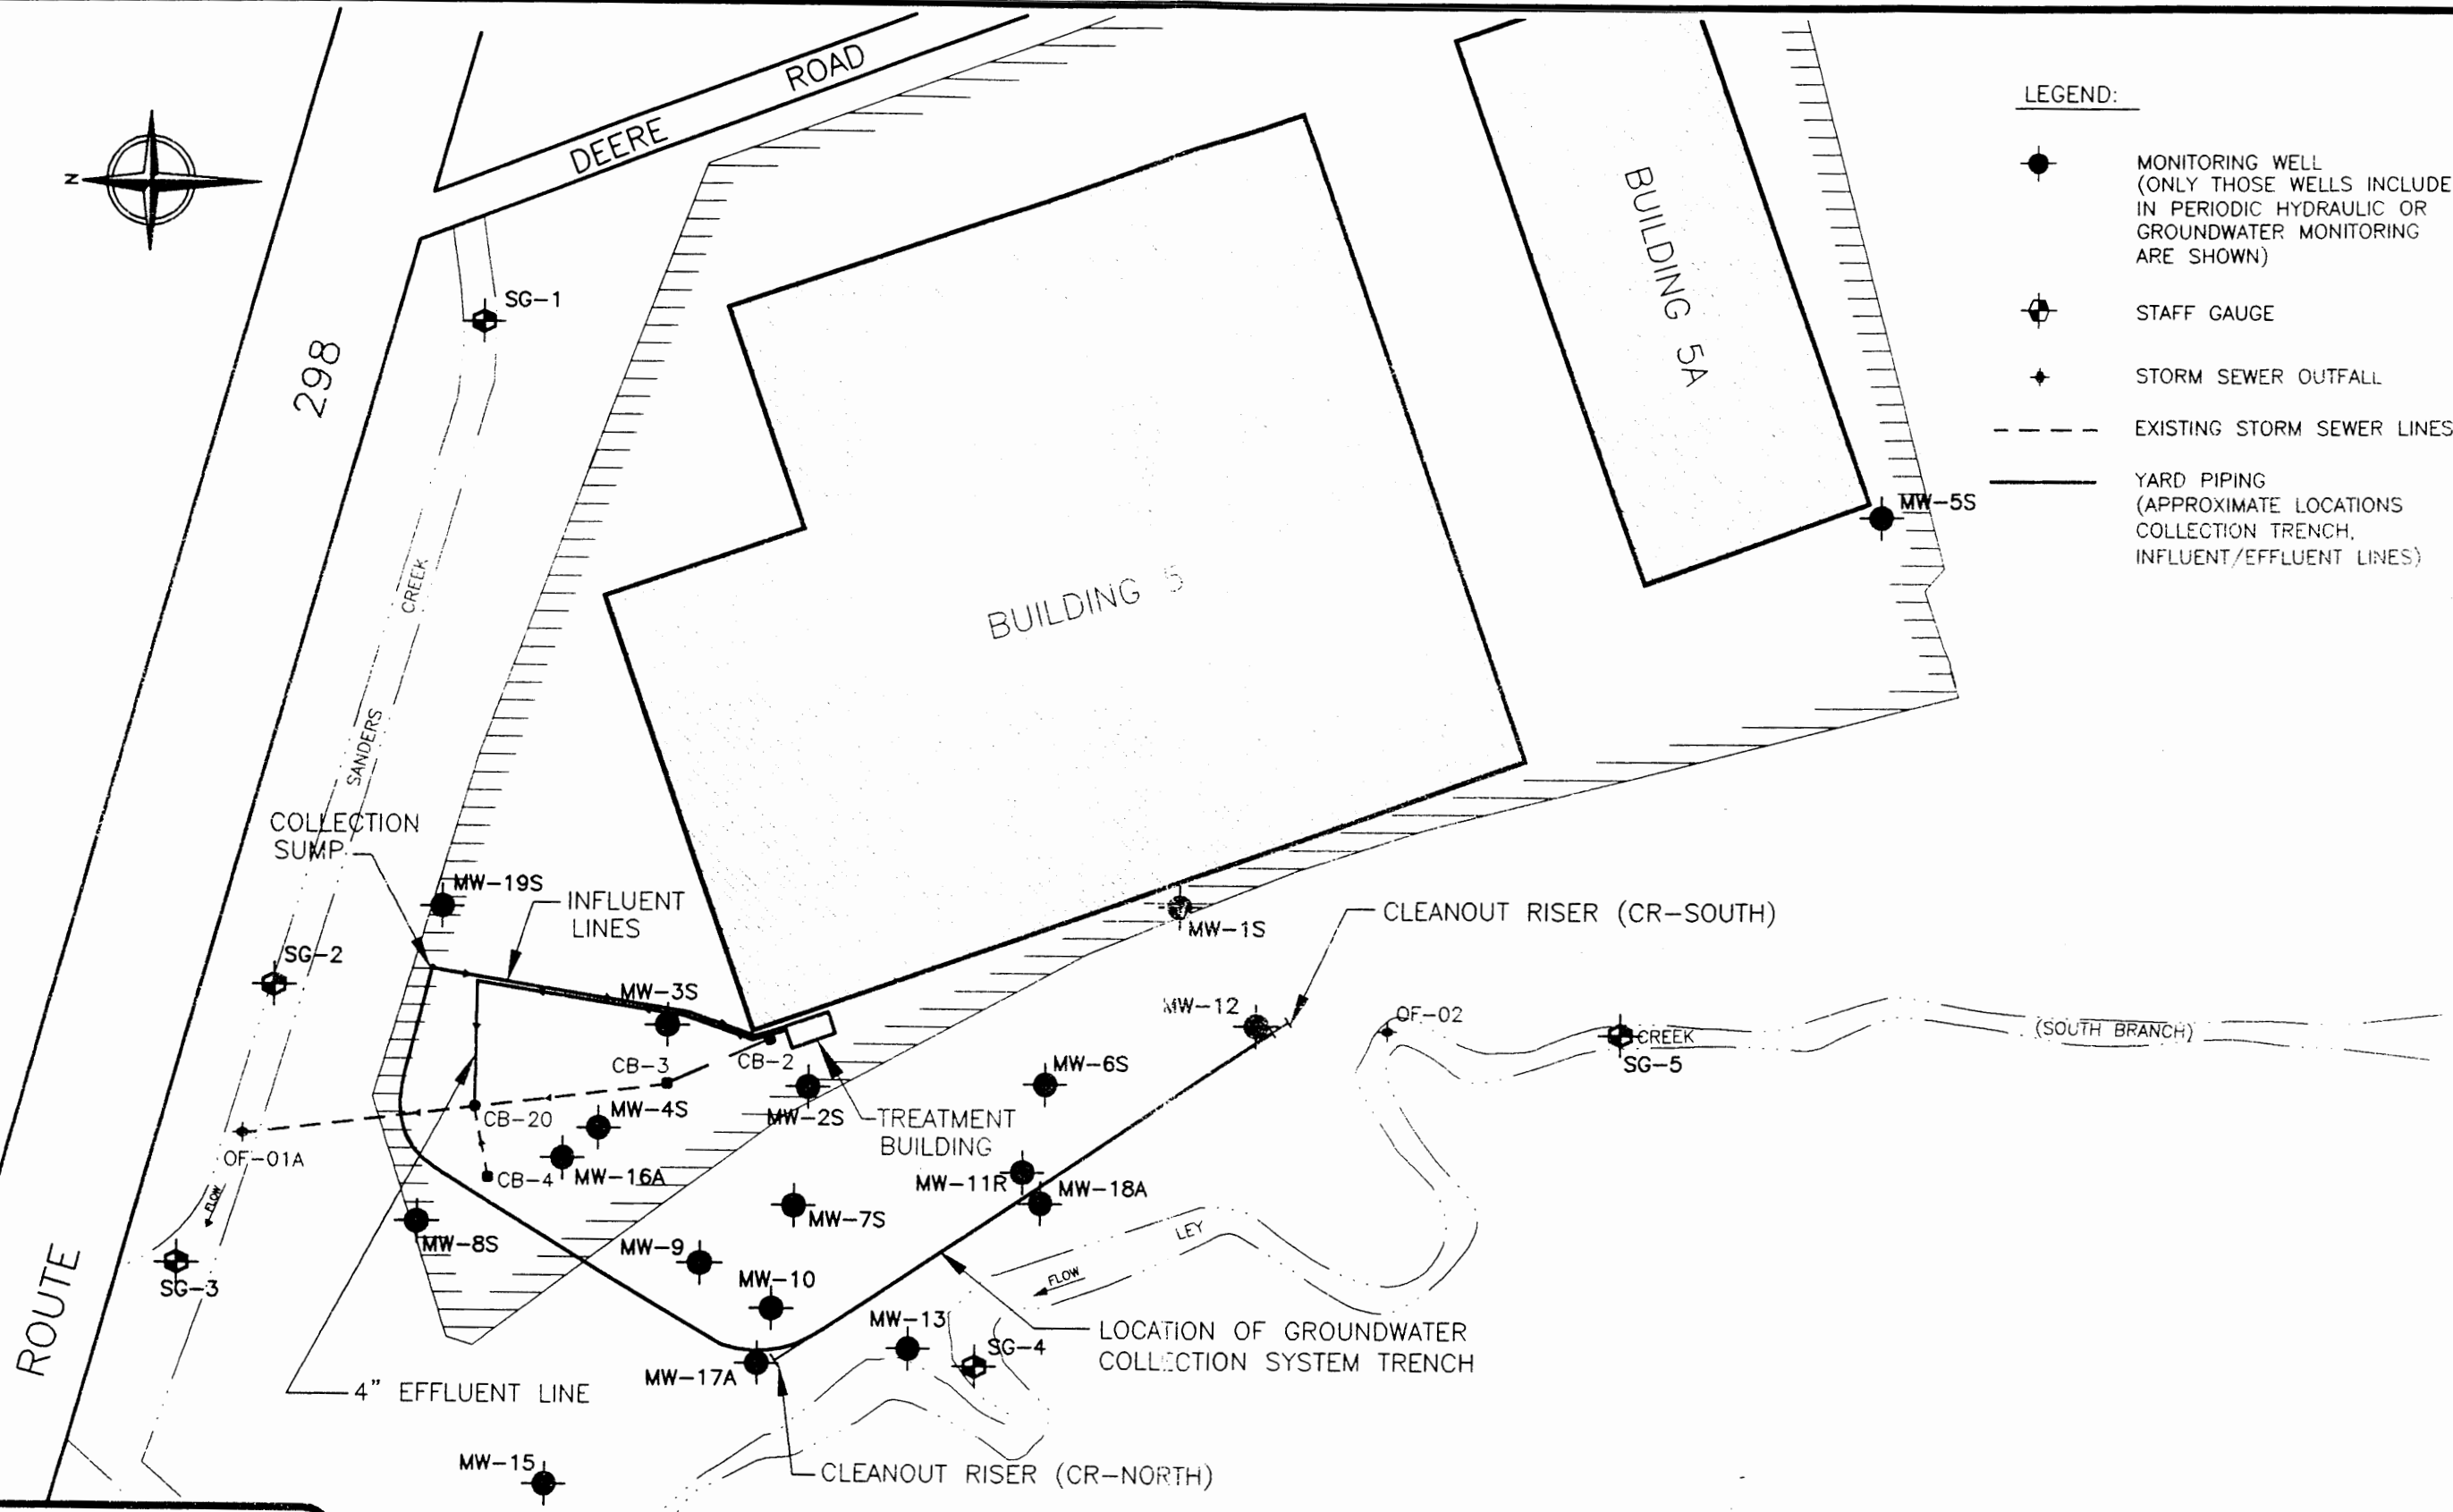 DEERE ROAD
LEGEND:
MONITORING WELL
(ONLY THOSE WELLS INCLUDE
IN PERIODIC HYDRAULIC OR
GROUNDWATER MONITORING
ARE SHOWN)
STAFF GAUGE
STORM SEWER OUTFALL
EXISTING STORM SEWER LINES
YARD PIPING
(APPROXIMATE LOCATIONS
COLLECTION TRENCH,
INFLUENT/EFFLUENT LINES)
N
SG-1
ROUTE 298
BUILDING 5A
MW-5S
BUILDING 5
SANDERS CREEK
COLLECTION
SUMP
MW-19S
INFLUENT
LINES
SG-2
MW-3S
MW-1S
CLEANOUT RISER (CR-SOUTH)
MW-12
OF-02
CREEK
(SOUTH BRANCH)
SG-5
CB-3
CB-2
MW-6S
CB-20
MW-4S
MW-2S
TREATMENT
BUILDING
OF-01A
CB-4
MW-16A
MW-11R
MW-18A
FLOW
MW-7S
LEY
MW-8S
MW-9
FLOW
SG-3
MW-10
MW-13
SG-4
LOCATION OF GROUNDWATER
COLLECTION SYSTEM TRENCH
MW-17A
4" EFFLUENT LINE
MW-15
CLEANOUT RISER (CR-NORTH)